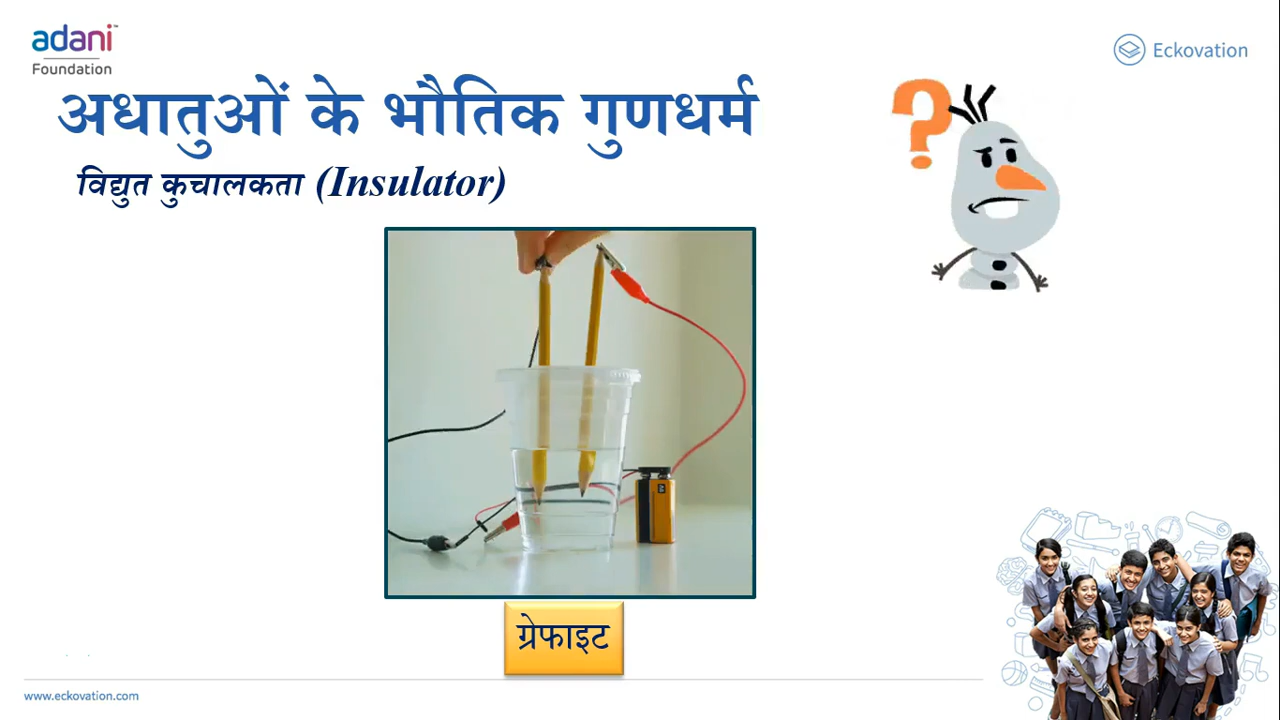 adani
Foundation
Eckovation
अधातुओं के भौतिक गुणधर्म
विद्युत कुचालकता (Insulator)
?
ग्रेफाइट
www.eckovation.com